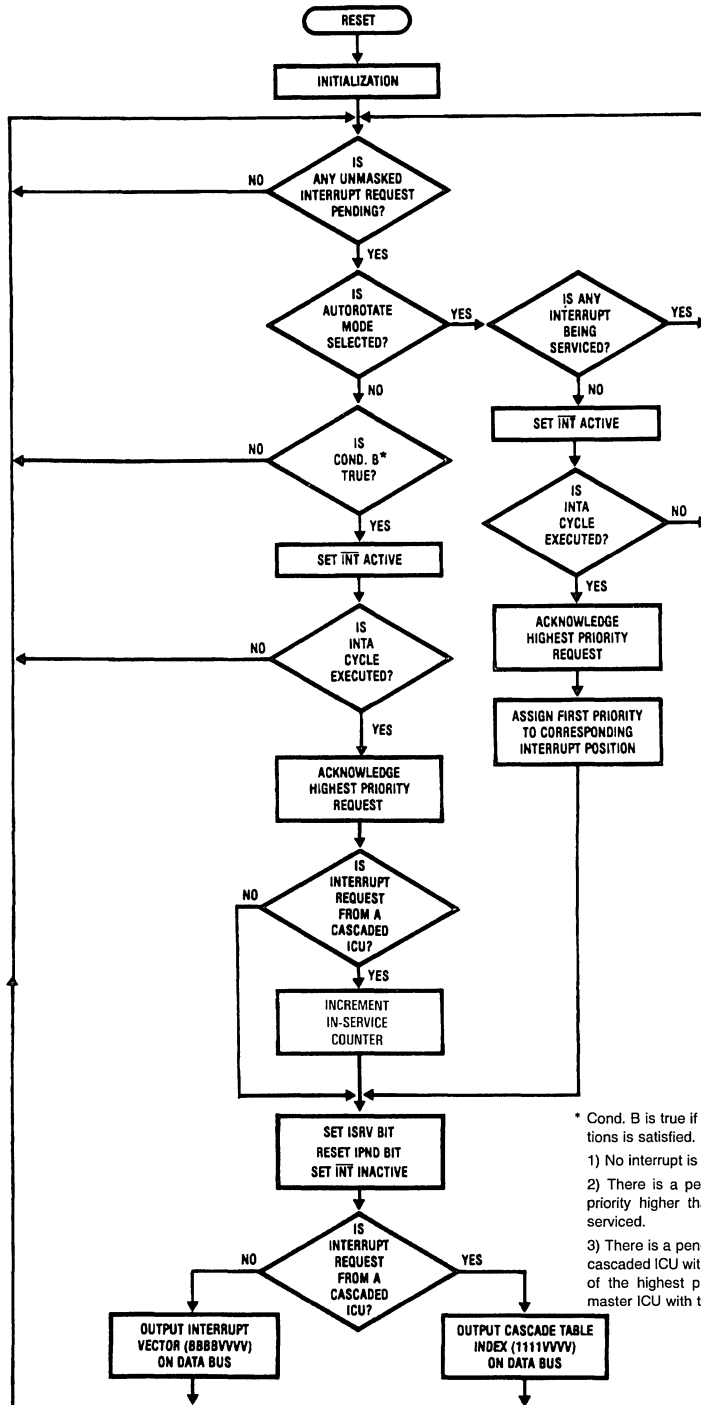 RESET
INITIALIZATION
IS
ANY UNMASKED
INTERRUPT REQUEST
PENDING?
NO
YES
IS
AUTOROTATE
MODE
SELECTED?
YES
NO
IS ANY
INTERRUPT
BEING
SERVICED?
YES
NO
SET INT ACTIVE
IS
COND. B*
TRUE?
NO
YES
IS
INTA
CYCLE
EXECUTED?
NO
YES
SET INT ACTIVE
IS
INTA
CYCLE
EXECUTED?
NO
YES
ACKNOWLEDGE
HIGHEST PRIORITY
REQUEST
ASSIGN FIRST PRIORITY
TO CORRESPONDING
INTERRUPT POSITION
ACKNOWLEDGE
HIGHEST PRIORITY
REQUEST
IS
INTERRUPT
REQUEST
FROM A
CASCADED
ICU?
NO
YES
INCREMENT
IN-SERVICE
COUNTER
SET ISRV BIT
RESET IPND BIT
SET INT INACTIVE
* Cond. B is true if
tions is satisfied.
1) No interrupt is
2) There is a pe
priority higher tha
serviced.
3) There is a pend
cascaded ICU wit
of the highest p
master ICU with t
IS
INTERRUPT
REQUEST
FROM A
CASCADED
ICU?
NO
YES
OUTPUT INTERRUPT
VECTOR (BBBBVVVV)
ON DATA BUS
OUTPUT CASCADE TABLE
INDEX (1111VVVV)
ON DATA BUS